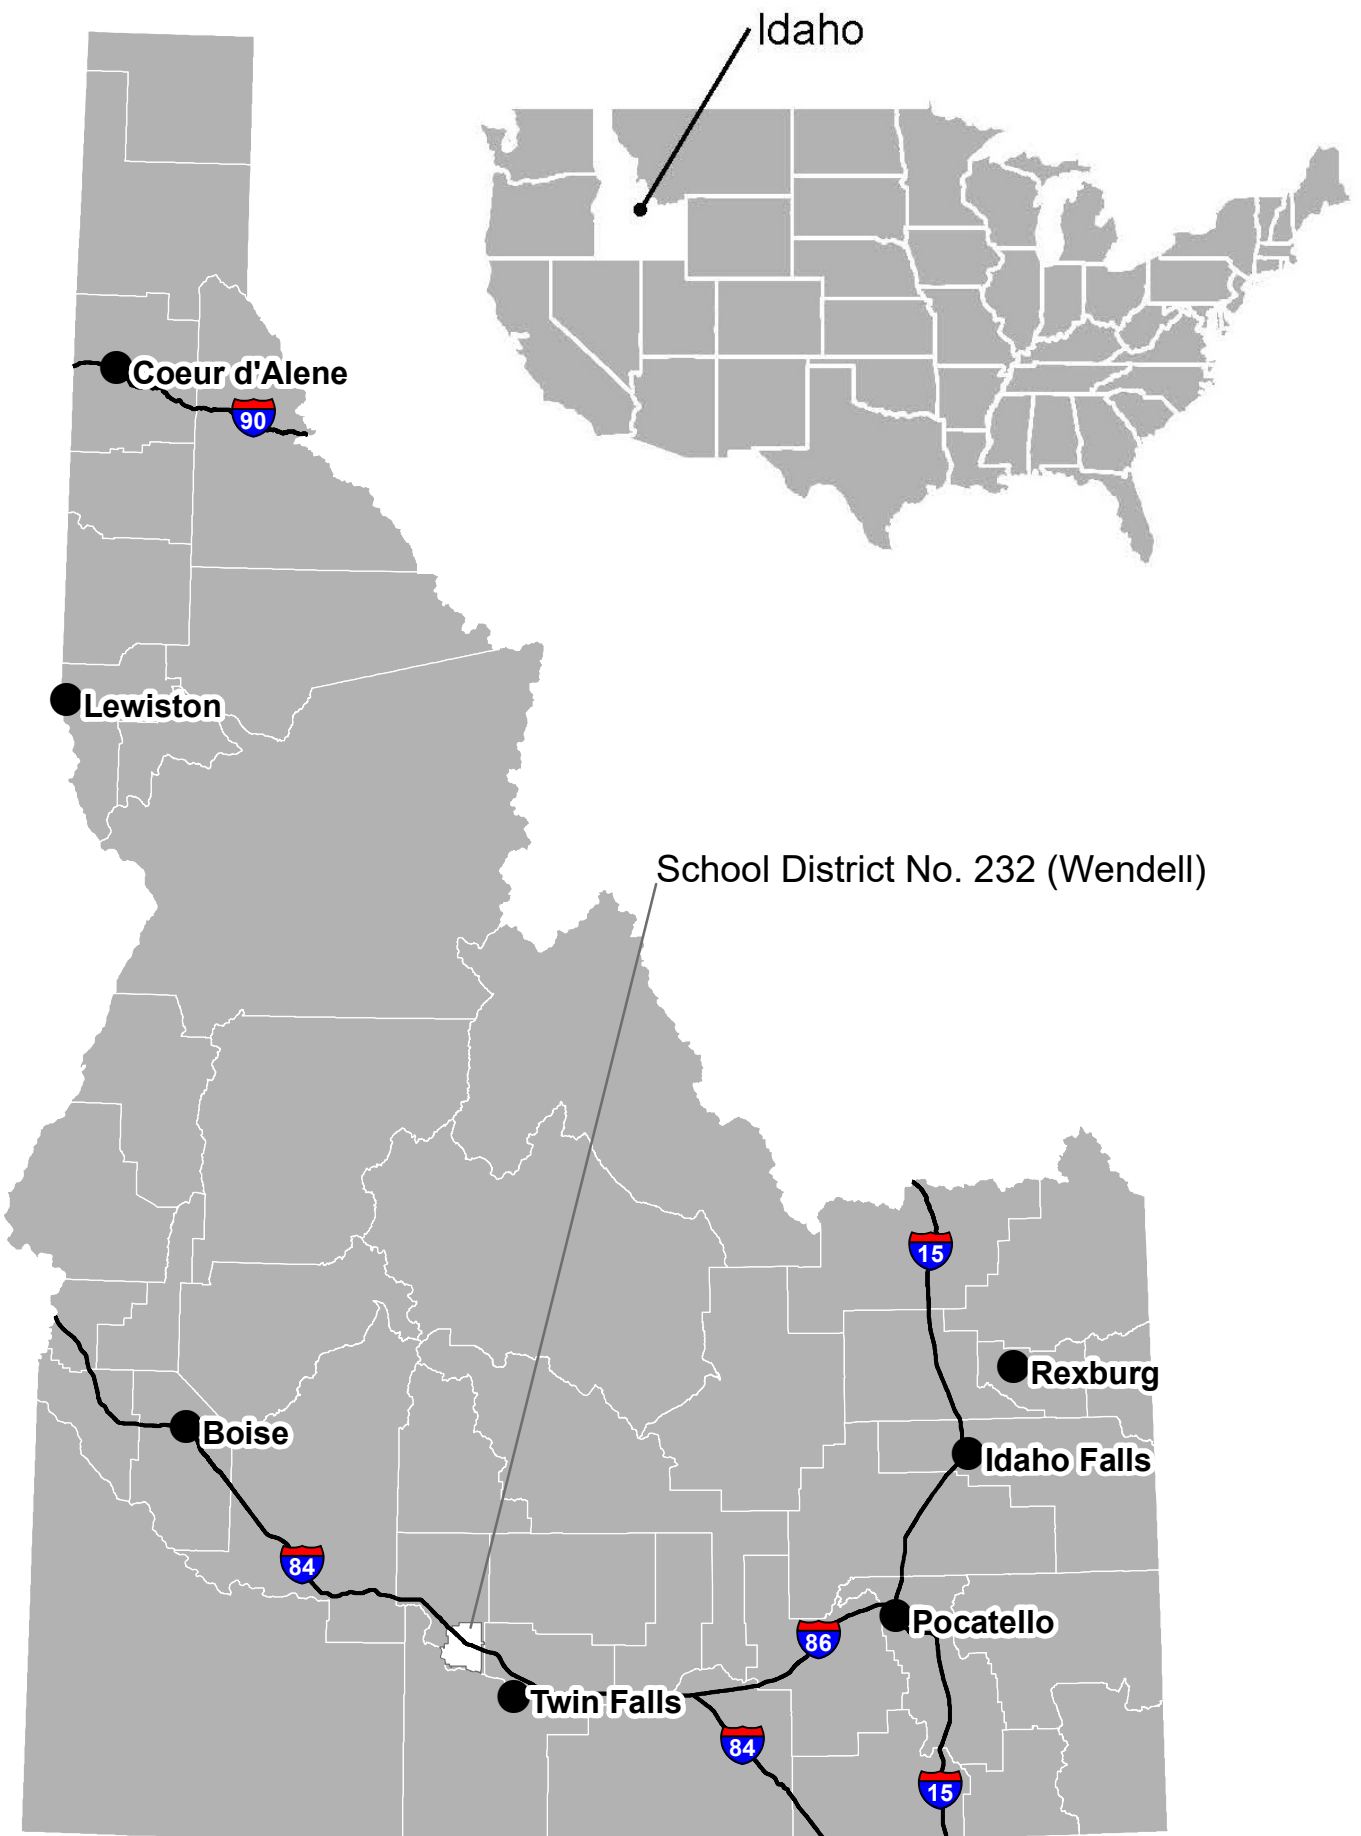 Idaho
Coeur d'Alene
90
Lewiston
School District No. 232 (Wendell)
15
Rexburg
Boise
Idaho Falls
84
Pocatello
86
Twin Falls
84
15